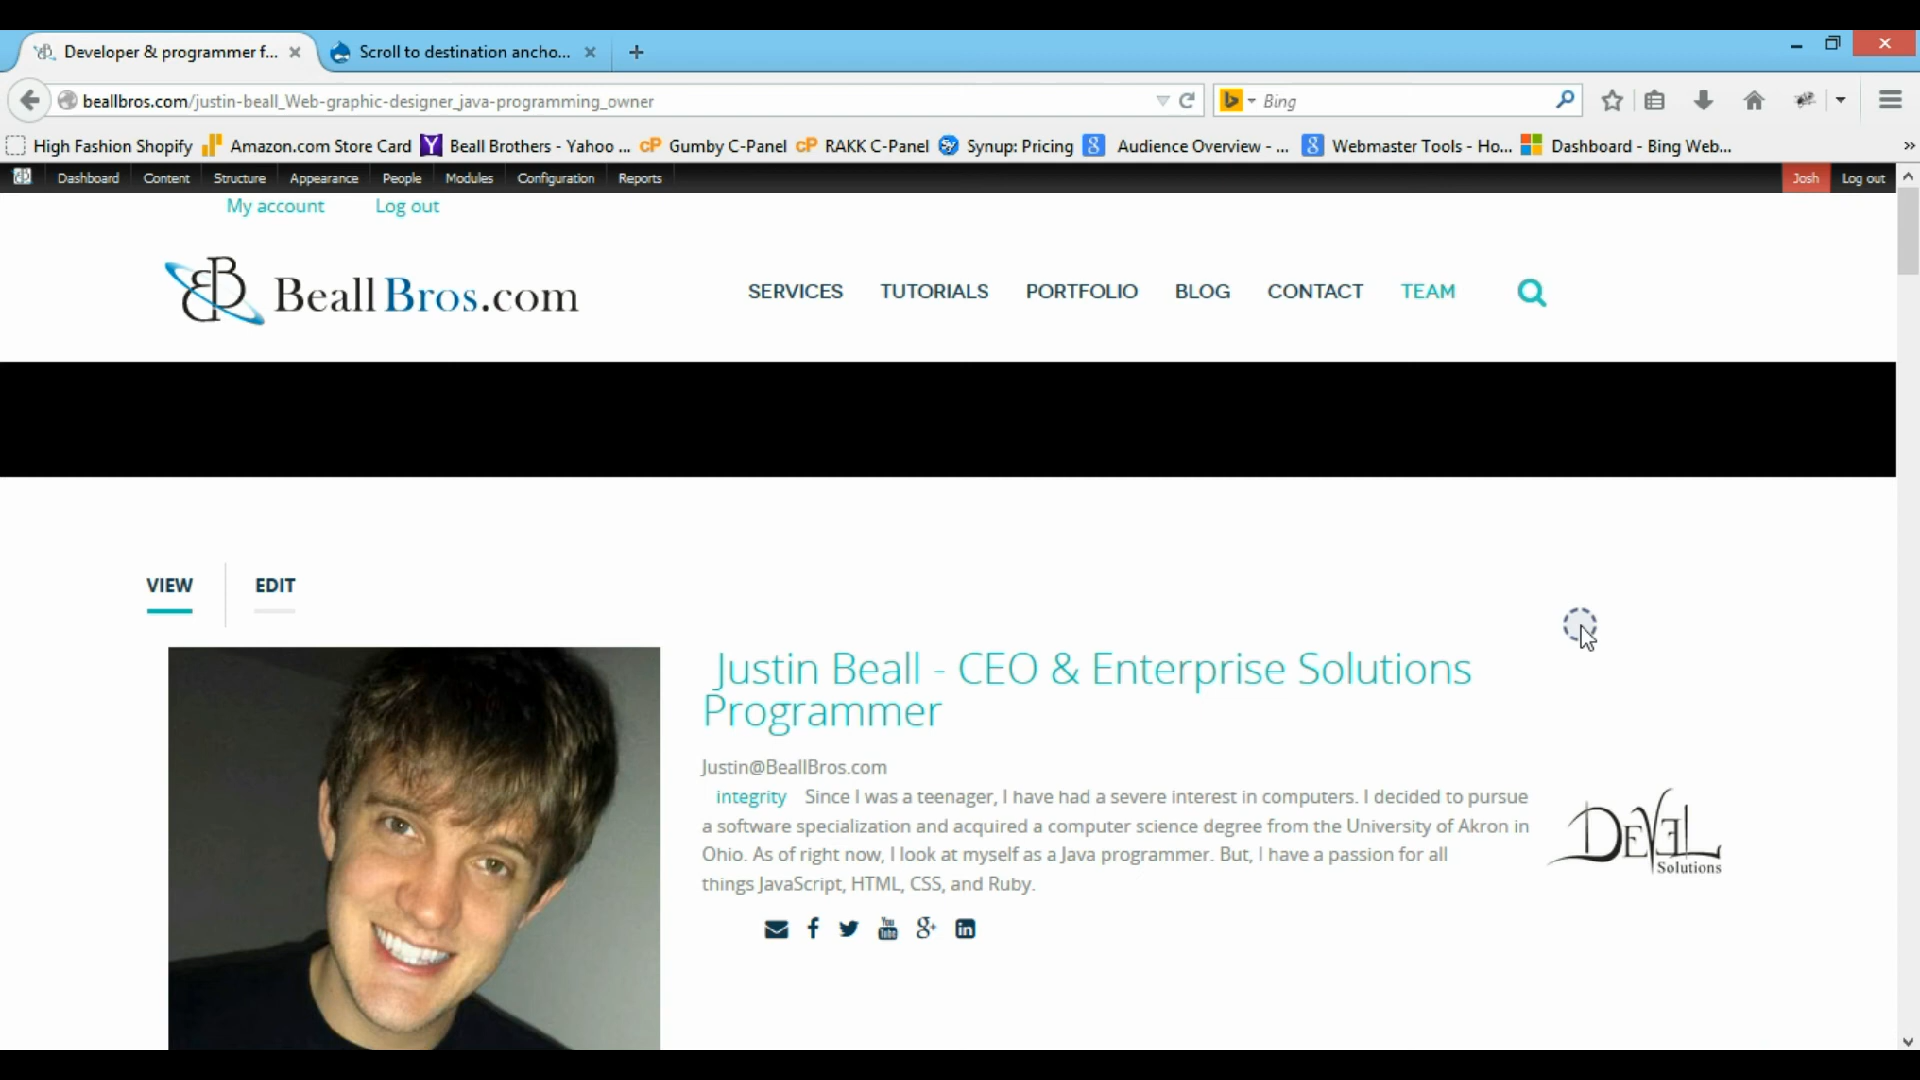 Developer & programmer f...
Scroll to destination ancho...
beallbros.com/justin-beall_Web-graphic-designer_java-programming_owner
Bing
High Fashion Shopify
Amazon.com Store Card
Beall Brothers - Yahoo ...
cP Gumby C-Panel
cP RAKK C-Panel
Synup: Pricing
Audience Overview - ...
Webmaster Tools - Ho...
Dashboard - Bing Web...
Dashboard
Content
Structure
Appearance
People
Modules
Configuration
Reports
Josh
Log out
My account
Log out
Beall Bros.com
SERVICES
TUTORIALS
PORTFOLIO
BLOG
CONTACT
TEAM
VIEW
EDIT
Justin Beall - CEO & Enterprise Solutions
Programmer
Justin@BeallBros.com
integrity Since I was a teenager, I have had a severe interest in computers. I decided to pursue
a software specialization and acquired a computer science degree from the University of Akron in
Ohio. As of right now, I look at myself as a Java programmer. But, I have a passion for all
things JavaScript, HTML, CSS, and Ruby.
DEVEL
Solutions
You
Tube
g+
in